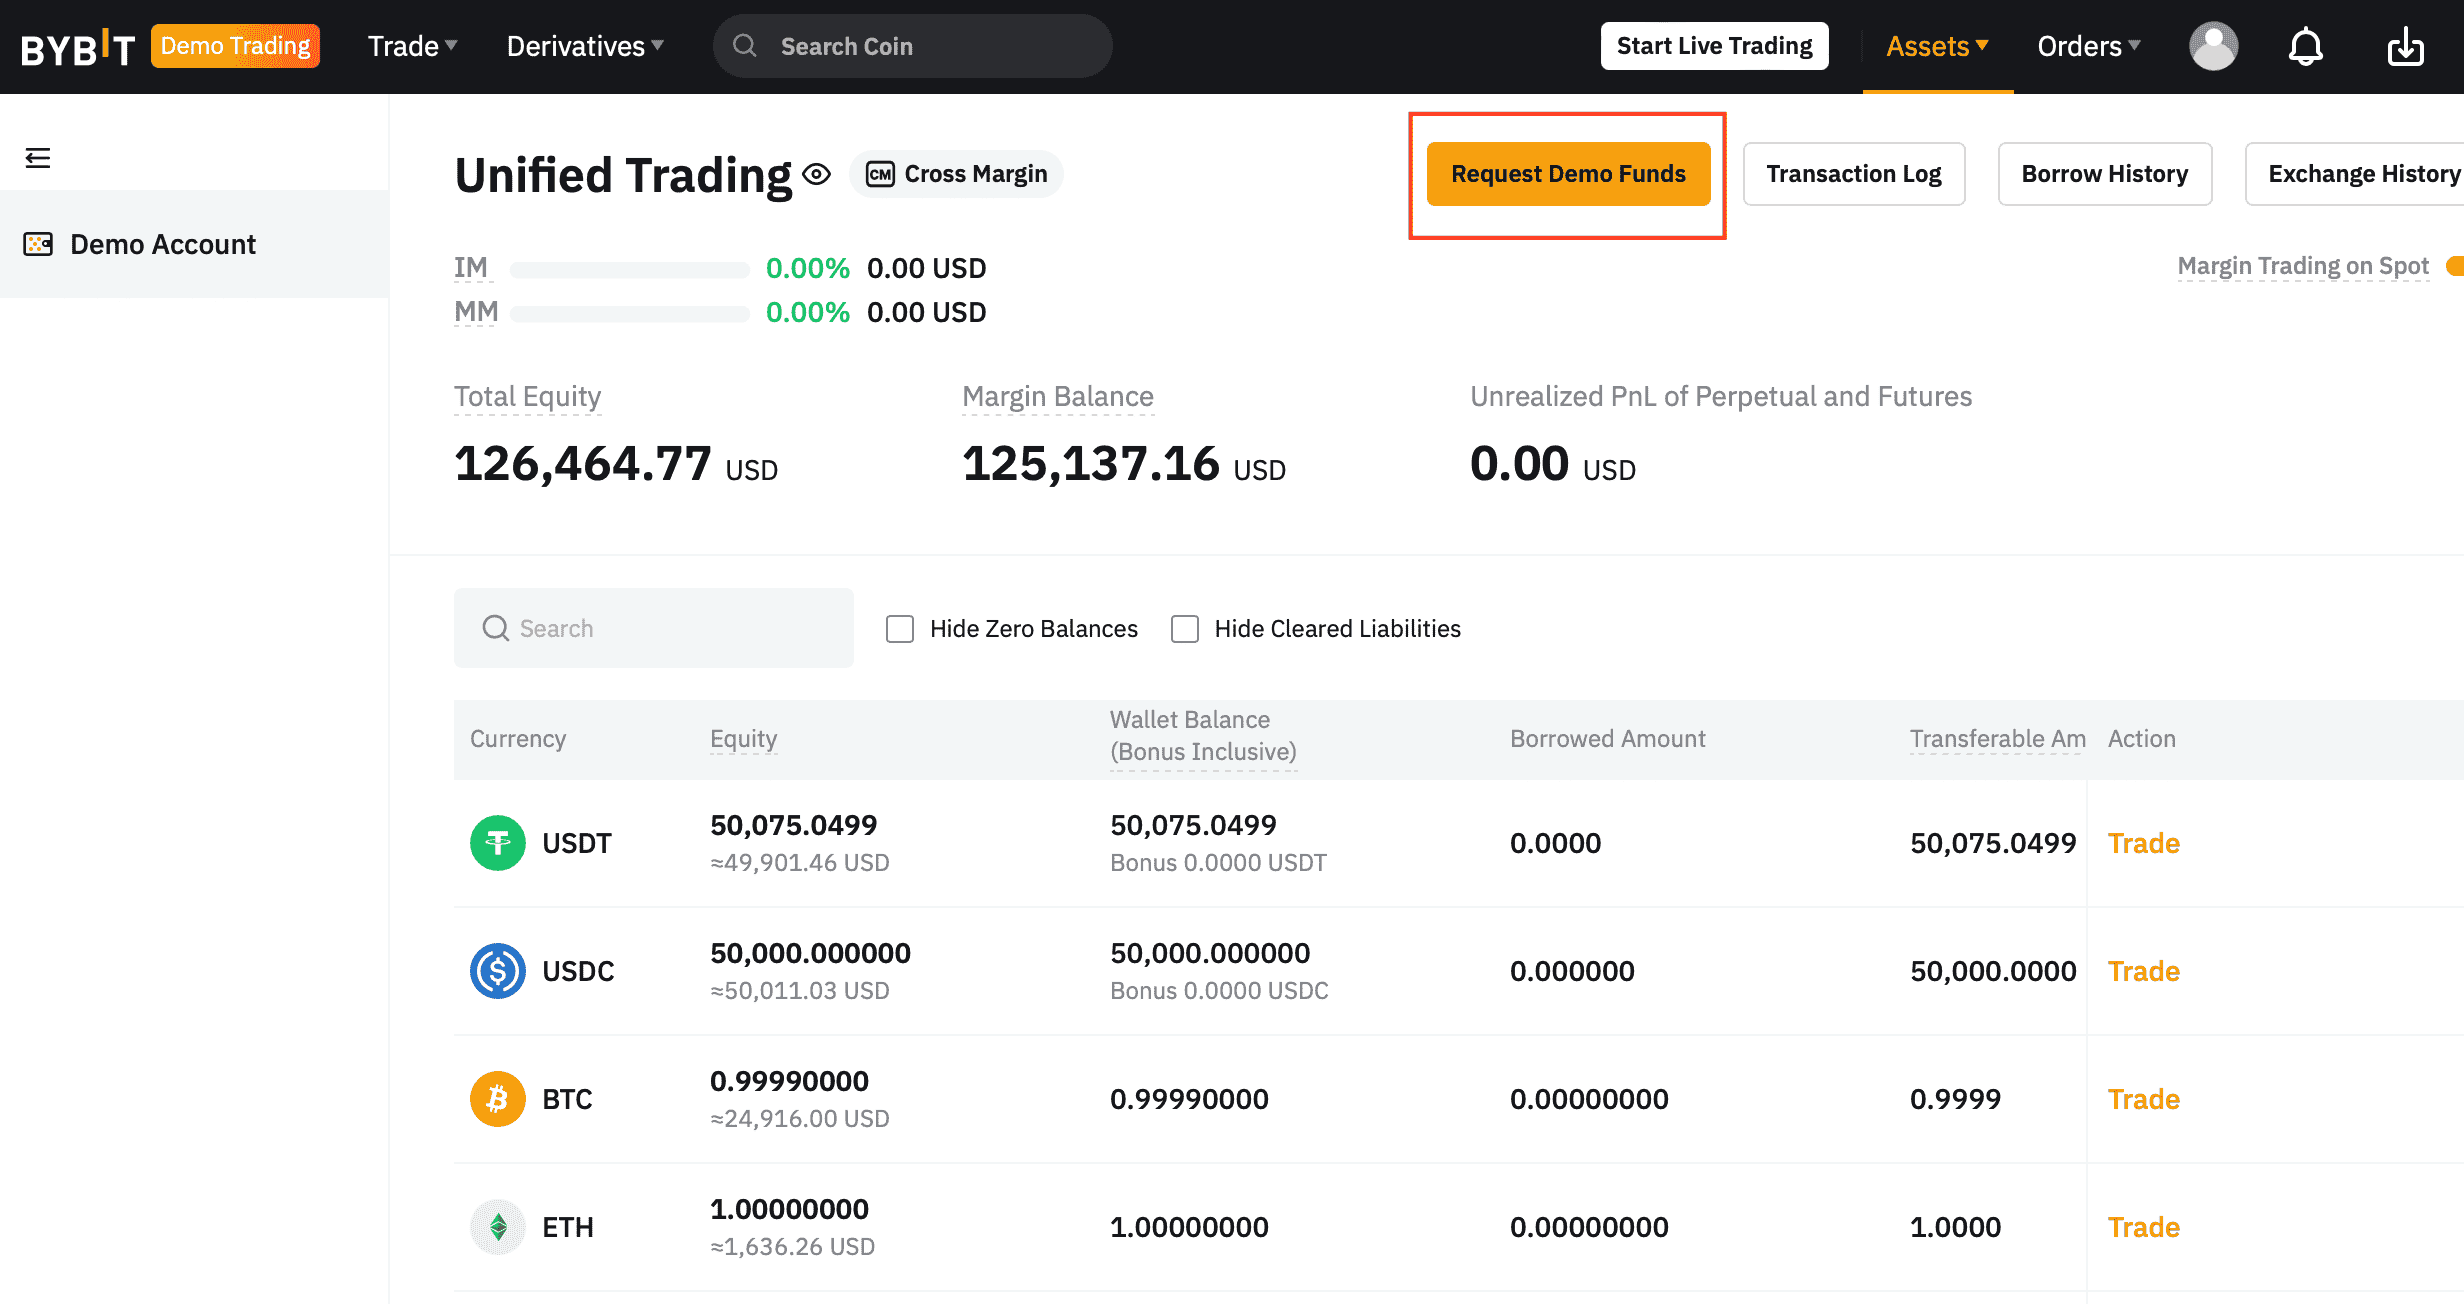 BYBIT Demo Trading Trade Derivatives Search Coin Start Live Trading Assets Orders
Unified Trading CM Cross Margin Request Demo Funds Transaction Log Borrow History Exchange History
Demo Account
IM 0.00% 0.00 USD
Margin Trading on Spot
MM 0.00% 0.00 USD
Total Equity Margin Balance Unrealized PnL of Perpetual and Futures
126,464.77 USD 125,137.16 USD 0.00 USD
Search Hide Zero Balances Hide Cleared Liabilities
Currency Equity Wallet Balance (Bonus Inclusive) Borrowed Amount Transferable Am Action
USDT 50,075.0499 50,075.0499 0.0000 50,075.0499 Trade
≈49,901.46 USD Bonus 0.0000 USDT
USDC 50,000.000000 50,000.000000 0.000000 50,000.0000 Trade
≈50,011.03 USD Bonus 0.0000 USDC
BTC 0.99990000 0.99990000 0.00000000 0.9999 Trade
≈24,916.00 USD
ETH 1.00000000 1.00000000 0.00000000 1.0000 Trade
≈1,636.26 USD